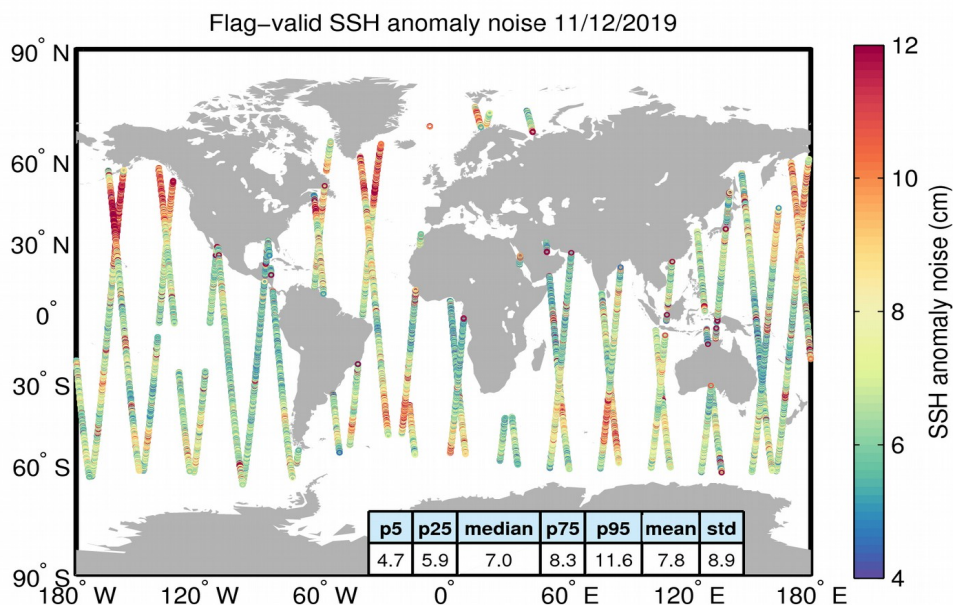 Flag−valid SSH anomaly noise 11/12/2019
90° N
60° N
30° N
0°
30° S
60° S
90° S
180° W
120° W
60° W
0°
60° E
120° E
180° E
12
10
8
6
4
SSH anomaly noise (cm)
p5 p25 median p75 p95 mean std
4.7 5.9 7.0 8.3 11.6 7.8 8.9